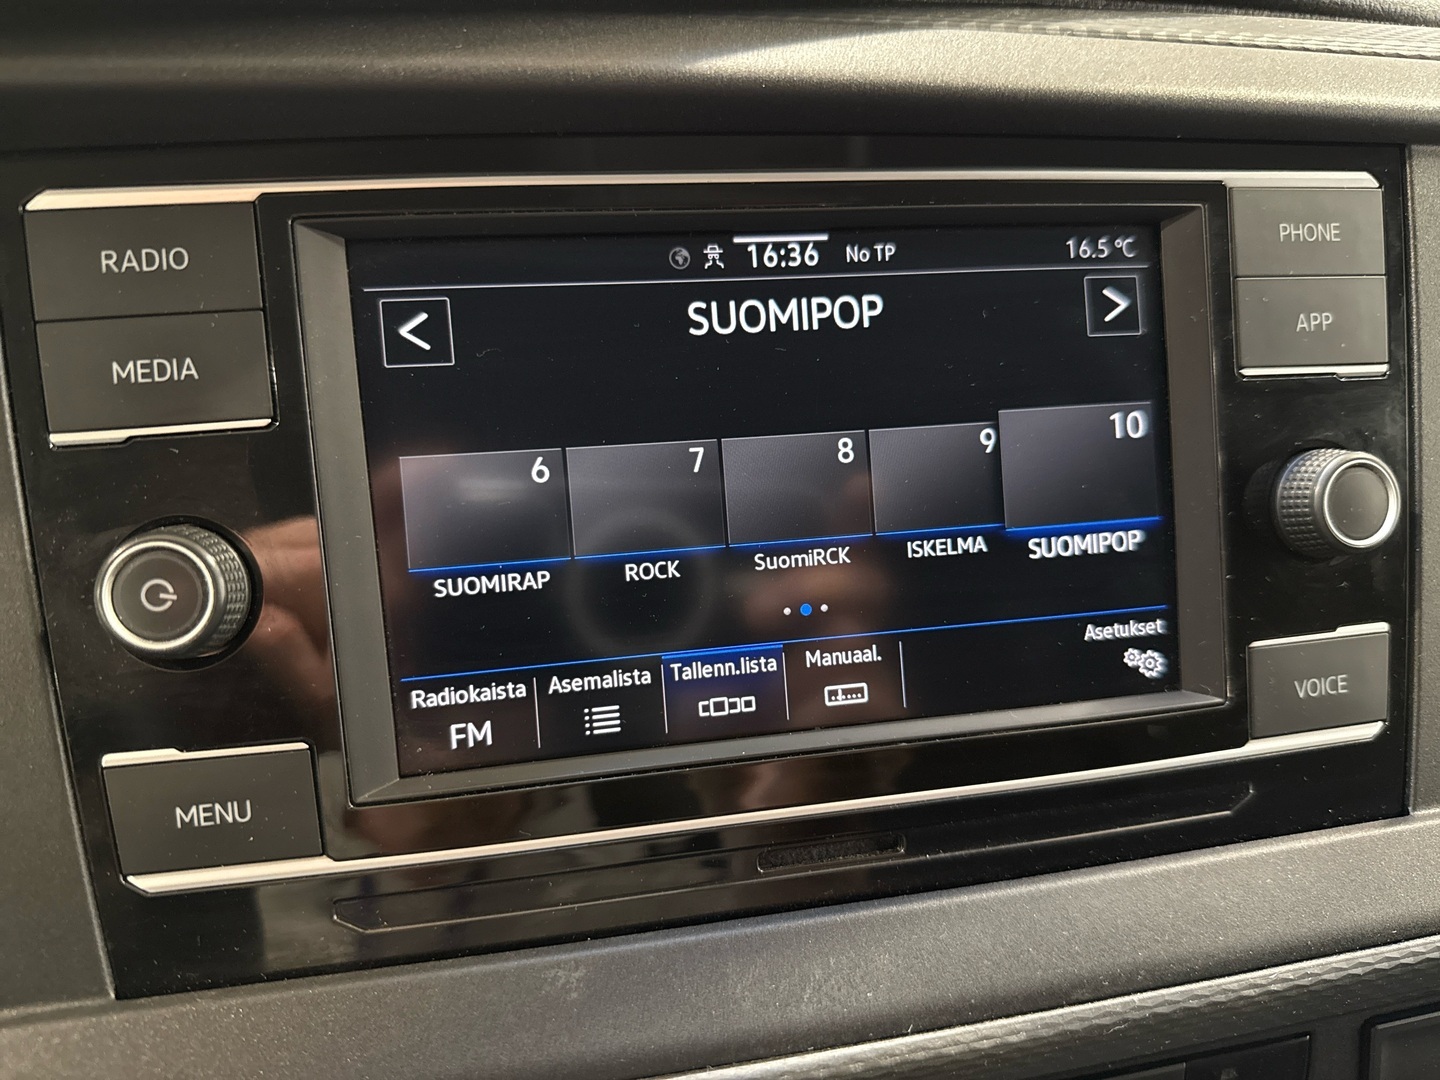 RADIO
MEDIA
MENU
16:36 No TP 16.5 °C
SUOMIPOP
6 7 8 9 10
SUOMIRAP ROCK SuomiRCK ISKELMA SUOMIPOP
Radiokaista Asemalista Tallenn.lista Manuaal. Asetukset
FM
PHONE
APP
VOICE